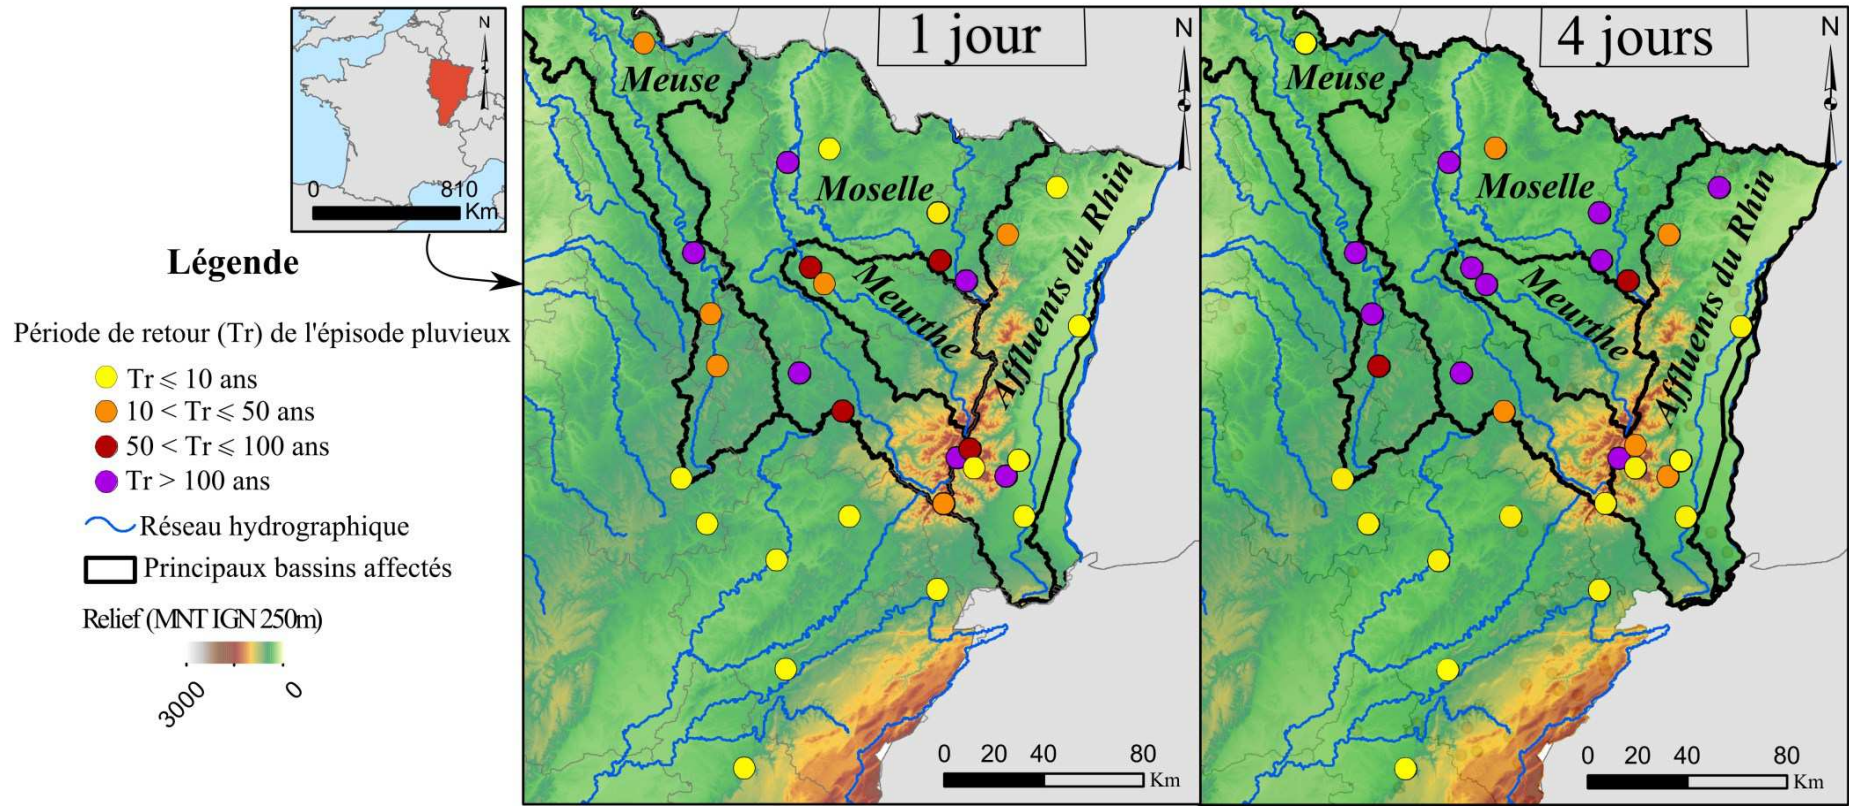 N
0 810
Km
Légende
Période de retour (Tr) de l'épisode pluvieux
Tr ⩽ 10 ans
10 < Tr ⩽ 50 ans
50 < Tr ⩽ 100 ans
Tr > 100 ans
Réseau hydrographique
Principaux bassins affectés
Relief (MNT IGN 250m)
3000 0
1 jour
N
Meuse
Moselle
Meurthe
Affluents du Rhin
0 20 40 80
Km
4 jours
N
Meuse
Moselle
Meurthe
Affluents du Rhin
0 20 40 80
Km